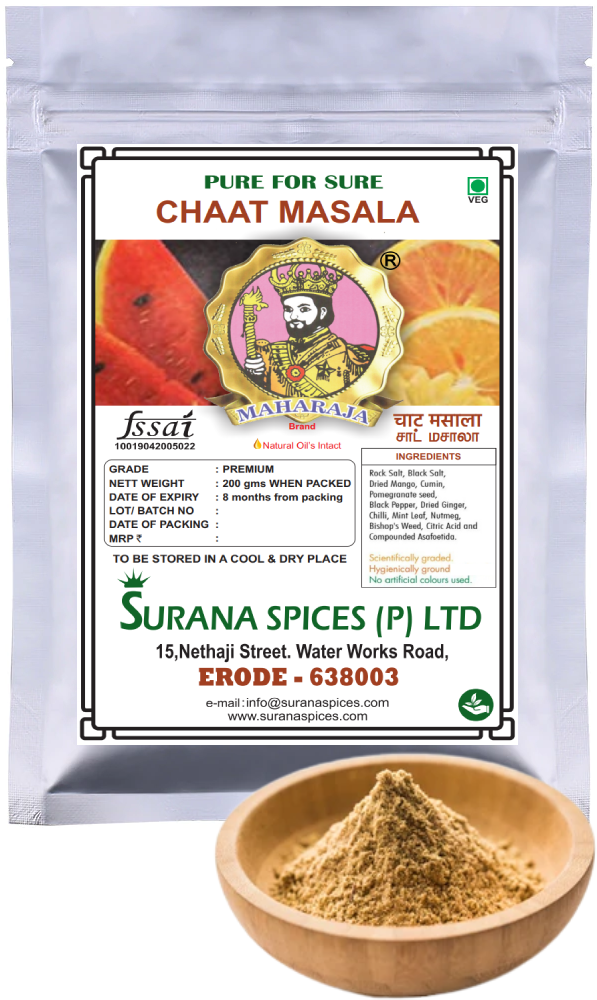 PURE FOR SURE
VEG
CHAAT MASALA
®
MAHARAJA
Brand
fssai
10019042005022
Natural Oil's Intact
चाट मसाला
சாட் மசாலா
GRADE : PREMIUM
NETT WEIGHT : 200 gms WHEN PACKED
DATE OF EXPIRY : 8 months from packing
LOT/ BATCH NO :
DATE OF PACKING :
MRP ₹ :
TO BE STORED IN A COOL & DRY PLACE
INGREDIENTS
Rock Salt, Black Salt,
Dried Mango, Cumin,
Pomegranate seed,
Black Pepper, Dried Ginger,
Chilli, Mint Leaf, Nutmeg,
Bishop's Weed, Citric Acid and
Compounded Asafoetida.
Scientifically graded.
Hygienically ground
No artificial colours used.
SURANA SPICES (P) LTD
15,Nethaji Street. Water Works Road,
ERODE - 638003
e-mail:info@suranaspices.com
www.suranaspices.com